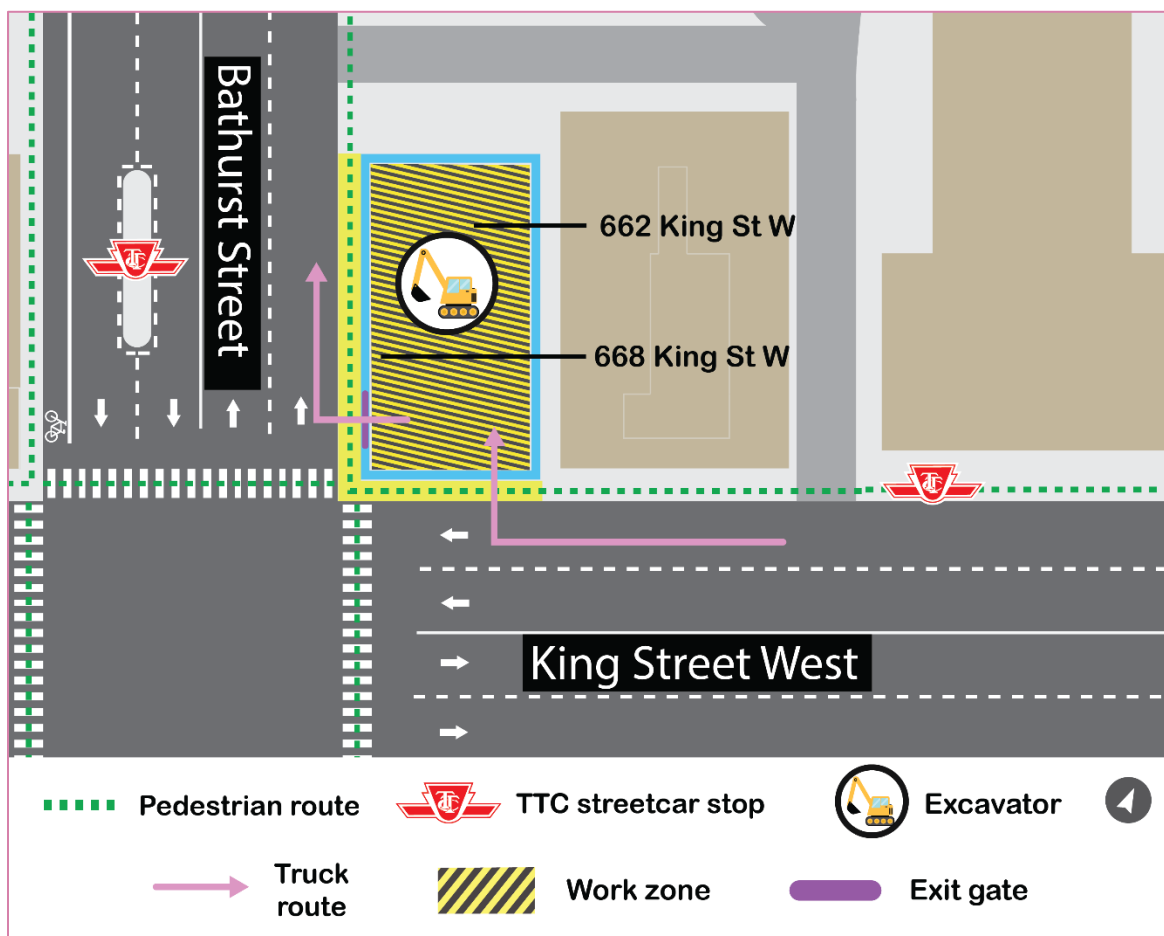 Bathurst Street
662 King St W
668 King St W
King Street West
Pedestrian route
TTC streetcar stop
Excavator
Truck
route
Work zone
Exit gate